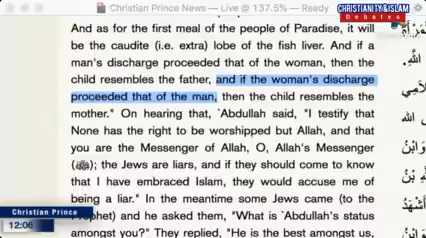 Christian Prince News — Live @ 137.5% — Ready
CHRISTIANITY&ISLAM
Debates
And as for the first meal of the people of Paradise, it will
be the caudite (i.e. extra) lobe of the fish liver. And if a
man's discharge proceeded that of the woman, then
the child resembles the father, and if the woman's discharge
proceeded that of the man, then the child resembles the
mother." On hearing that, `Abdullah said, "I testify that
None has the right to be worshipped but Allah, and that
you are the Messenger of Allah, O, Allah's Messenger
(ﷺ); the Jews are liars, and if they should come to know
that I have embraced Islam, they would accuse me of
being a liar." In the meantime some Jews came (to the
Prophet) and he asked them, "What is `Abdullah's status
amongst you?" They replied, "He is the best amongst us,
Christian Prince
12:06